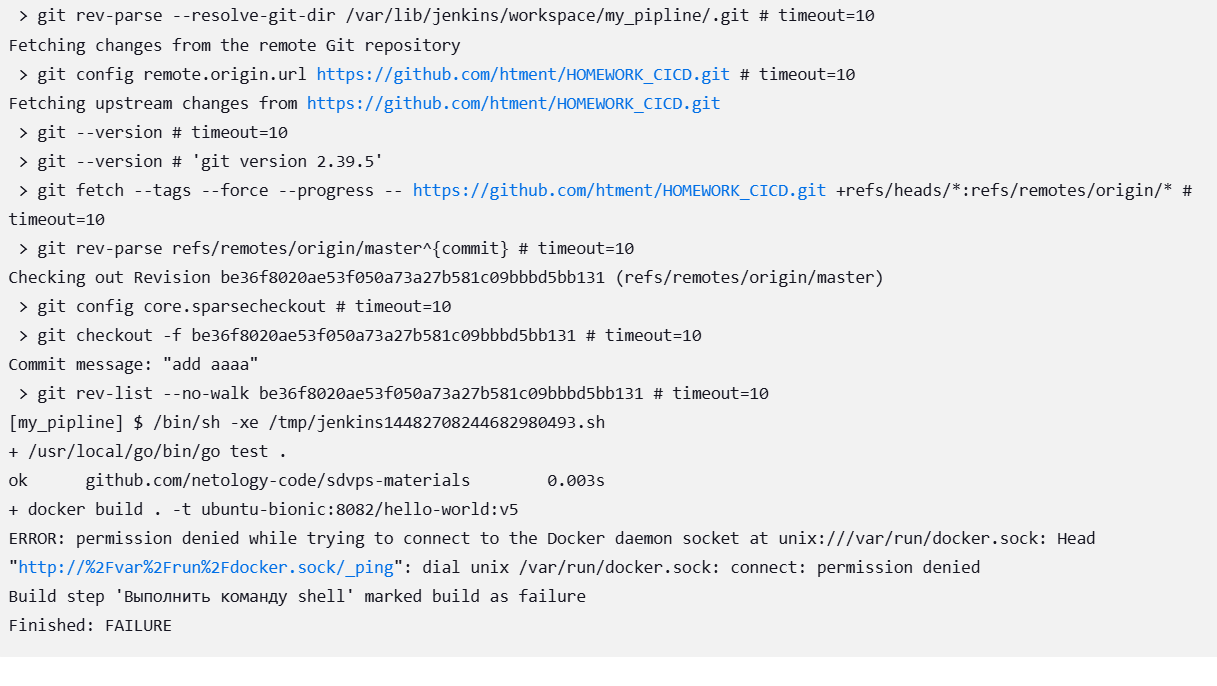 > git rev-parse --resolve-git-dir /var/lib/jenkins/workspace/my_pipline/.git # timeout=10
Fetching changes from the remote Git repository
> git config remote.origin.url https://github.com/htment/HOMEWORK_CICD.git # timeout=10
Fetching upstream changes from https://github.com/htment/HOMEWORK_CICD.git
> git --version # timeout=10
> git --version # 'git version 2.39.5'
> git fetch --tags --force --progress -- https://github.com/htment/HOMEWORK_CICD.git +refs/heads/*:refs/remotes/origin/* #
timeout=10
> git rev-parse refs/remotes/origin/master^{commit} # timeout=10
Checking out Revision be36f8020ae53f050a73a27b581c09bbbd5bb131 (refs/remotes/origin/master)
> git config core.sparsecheckout # timeout=10
> git checkout -f be36f8020ae53f050a73a27b581c09bbbd5bb131 # timeout=10
Commit message: "add aaaa"
> git rev-list --no-walk be36f8020ae53f050a73a27b581c09bbbd5bb131 # timeout=10
[my_pipline] $ /bin/sh -xe /tmp/jenkins14482708244682980493.sh
+ /usr/local/go/bin/go test .
ok      github.com/netology-code/sdvps-materials        0.003s
+ docker build . -t ubuntu-bionic:8082/hello-world:v5
ERROR: permission denied while trying to connect to the Docker daemon socket at unix:///var/run/docker.sock: Head
"http://%2Fvar%2Frun%2Fdocker.sock/_ping": dial unix /var/run/docker.sock: connect: permission denied
Build step 'Выполнить команду shell' marked build as failure
Finished: FAILURE